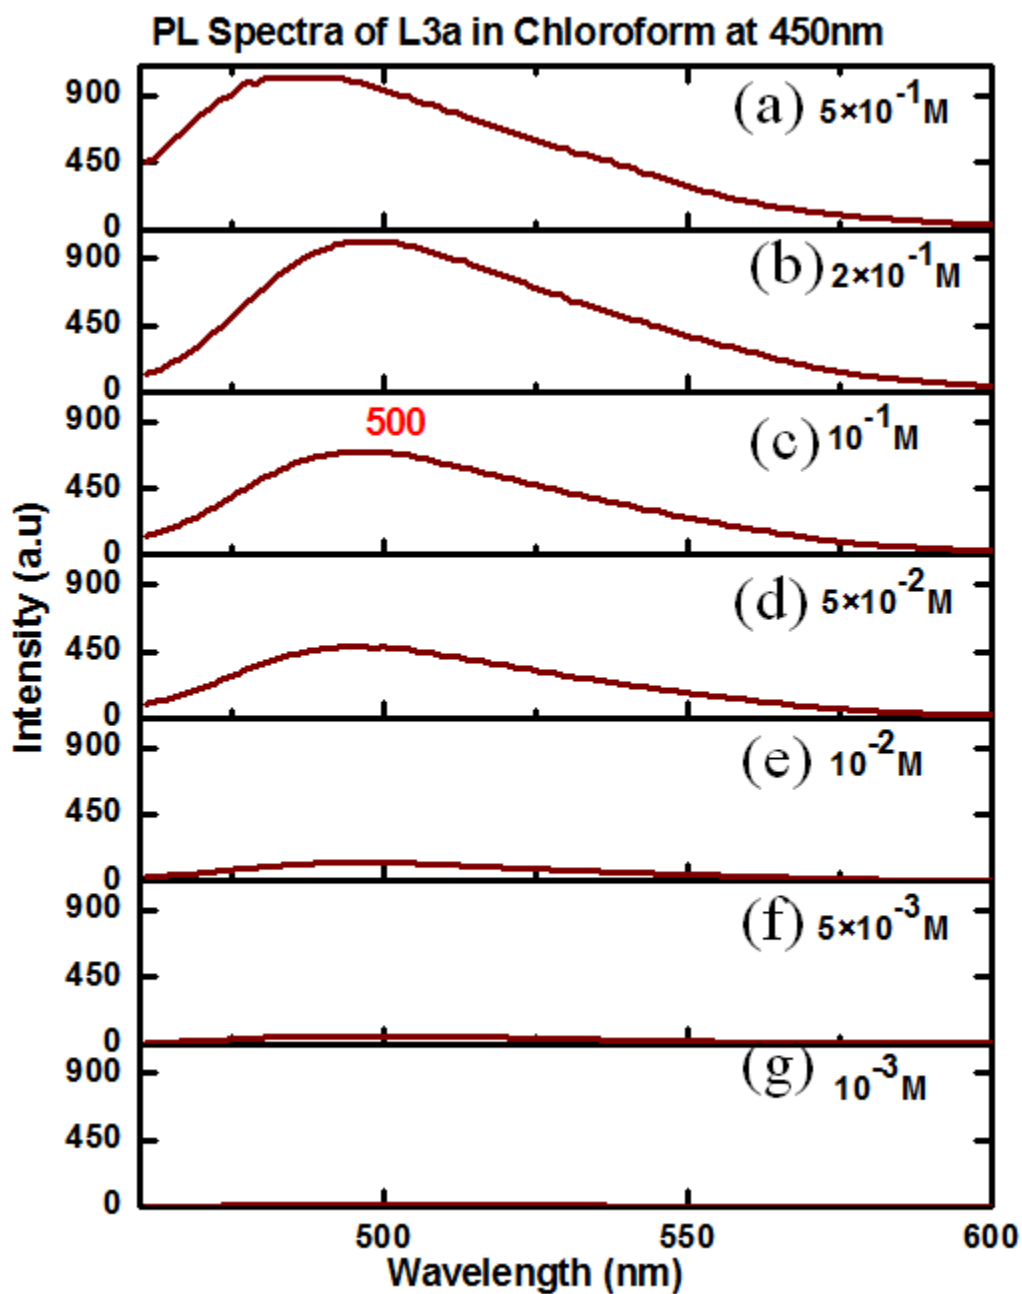 PL Spectra of L3a in Chloroform at 450nm
900
(a) 5×10⁻¹M
450
0
900
(b) 2×10⁻¹M
450
0
900
500
(c) 10⁻¹M
450
0
900
(d) 5×10⁻²M
450
0
900
(e) 10⁻²M
450
0
900
(f) 5×10⁻³M
450
0
900
(g) 10⁻³M
450
0
Intensity (a.u)
500 550 600
Wavelength (nm)